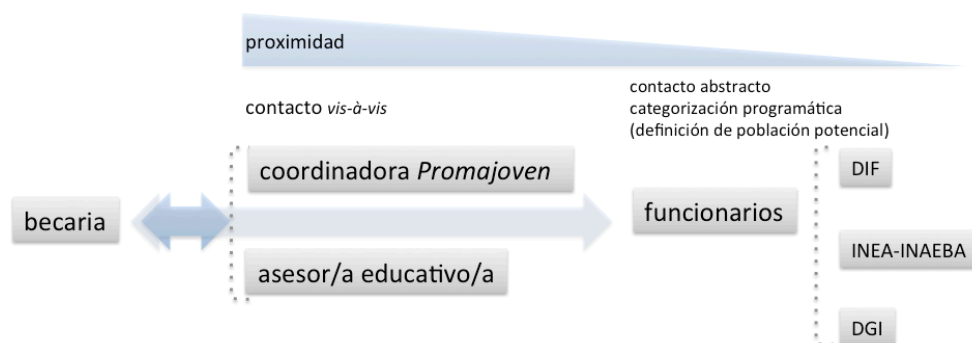 proximidad
contacto vis-à-vis
contacto abstracto
categorización programática
(definición de población potencial)
coordinadora Promajoven
DIF
becaria
funcionarios
INEA-INAEBA
asesor/a educativo/a
DGI